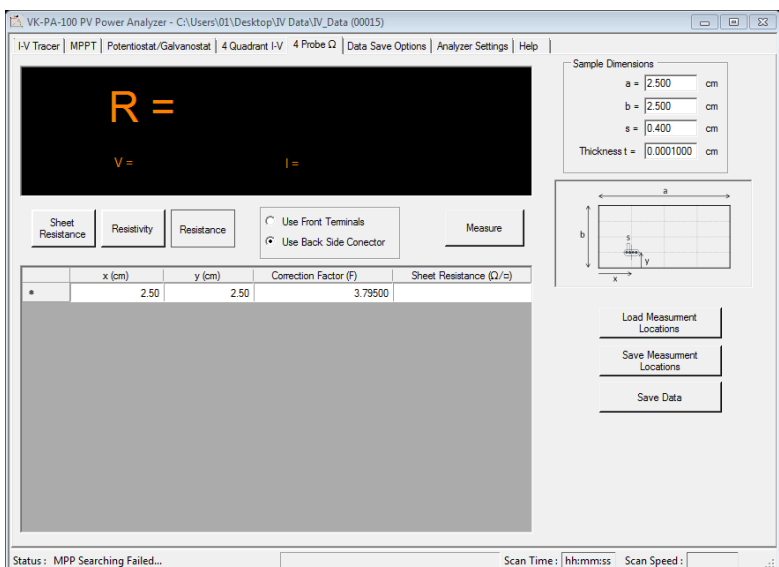 VK-PA-100 PV Power Analyzer - C:\Users\01\Desktop\IV Data\IV_Data (00015)
I-V Tracer MPPT Potentiostat/Galvanostat 4 Quadrant I-V 4 Probe Ω Data Save Options Analyzer Settings Help
R =
V =
I =
Sample Dimensions
a = 2.500 cm
b = 2.500 cm
s = 0.400 cm
Thickness t = 0.0001000 cm
Sheet Resistance
Resistivity
Resistance
Use Front Terminals
Use Back Side Conector
Measure
a
b
s
y
x
x (cm) y (cm) Correction Factor (F) Sheet Resistance (Ω/¤)
* 2.50 2.50 3.79500
Load Measurment
Locations
Save Measument
Locations
Save Data
Status : MPP Searching Failed...
Scan Time : hh:mm:ss Scan Speed :